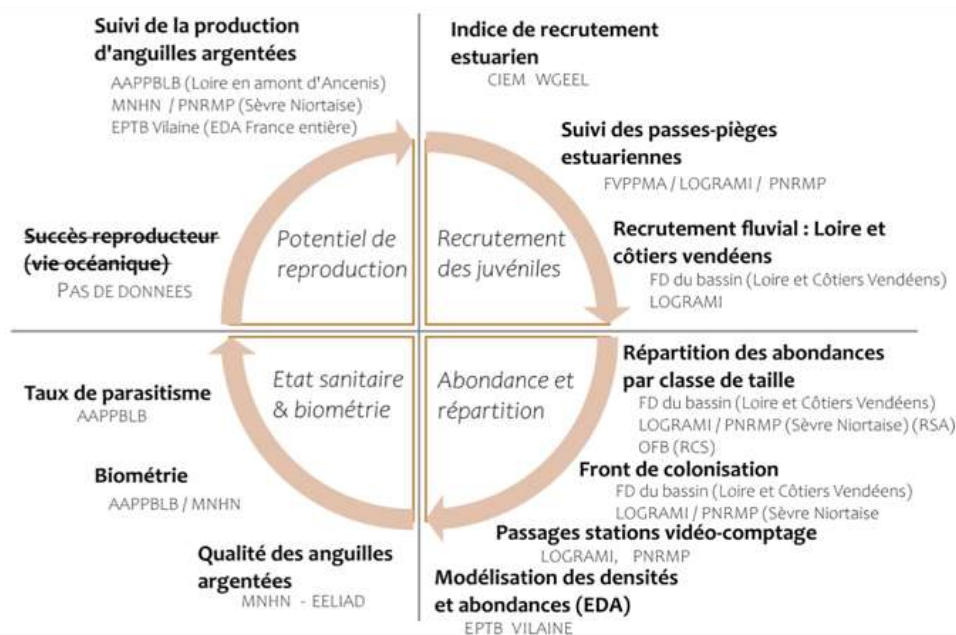 Suivi de la production
d'anguilles argentées
AAPPBLB (Loire en amont d'Ancenis)
MNHN / PNRMP (Sèvre Niortaise)
EPTB Vilaine (EDA France entière)
Succès reproducteur
(vie océanique)
PAS DE DONNEES
Potentiel de
reproduction
Indice de recrutement
estuarien
CIEM WGEEL
Suivi des passes-pièges
estuariennes
FVPPMA / LOGRAMI / PNRMP
Recrutement
des juvéniles
Recrutement fluvial : Loire et
côtiers vendéens
FD du bassin (Loire et Côtiers Vendéens)
LOGRAMI
Etat sanitaire
& biométrie
Taux de parasitisme
AAPPBLB
Biométrie
AAPPBLB / MNHN
Qualité des anguilles
argentées
MNHN - EELIAD
Abondance et
répartition
Répartition des abondances
par classe de taille
FD du bassin (Loire et Côtiers Vendéens)
LOGRAMI / PNRMP (Sèvre Niortaise) (RSA)
OFB (RCS)
Front de colonisation
FD du bassin (Loire et Côtiers Vendéens)
LOGRAMI / PNRMP (Sèvre Niortaise
Passages stations vidéo-comptage
LOGRAMI, PNRMP
Modélisation des densités
et abondances (EDA)
EPTB VILAINE